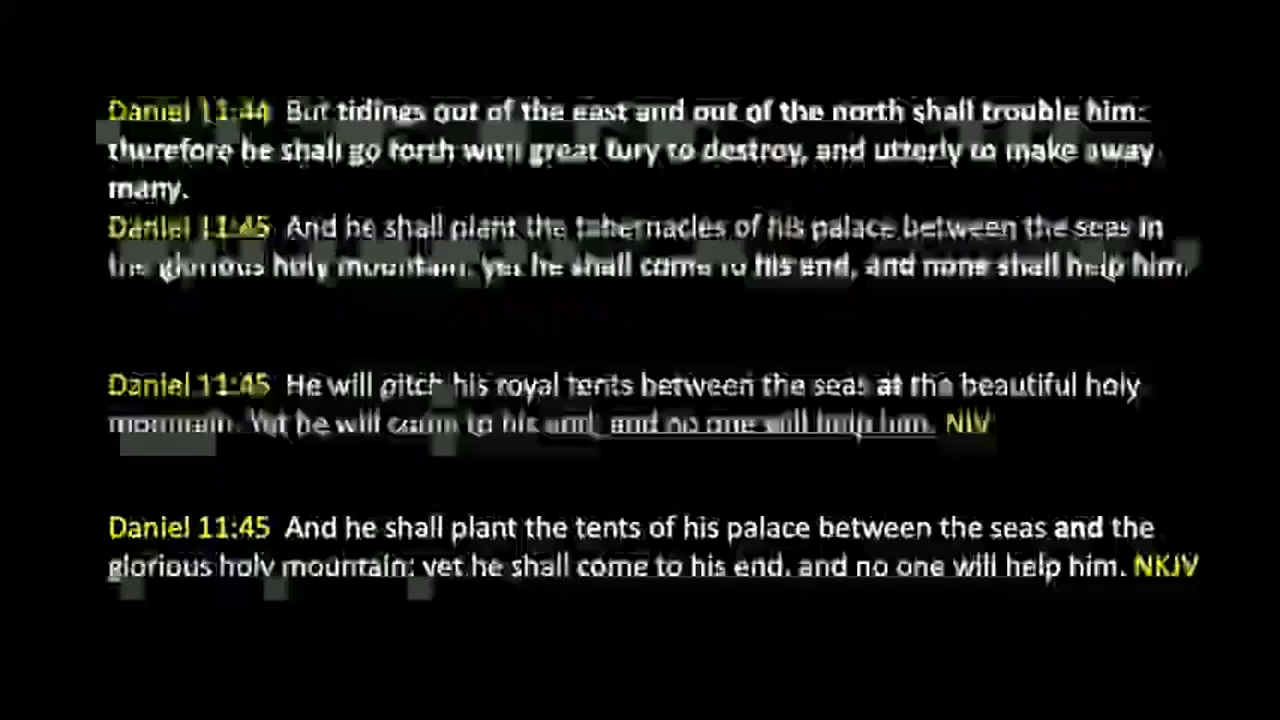 Daniel 11:44 But tidings out of the east and out of the north shall trouble him:
therefore he shall go forth with great fury to destroy, and utterly to make away
many.
Daniel 11:45 And he shall plant the tabernacles of his palace between the seas in
the glorious holy mountain; yet he shall come to his end, and none shall help him.
Daniel 11:45 He will pitch his royal tents between the seas at the beautiful holy
mountain. Yet he will come to his end, and no one will help him. NIV
Daniel 11:45 And he shall plant the tents of his palace between the seas and the
glorious holy mountain; yet he shall come to his end, and no one will help him. NKJV